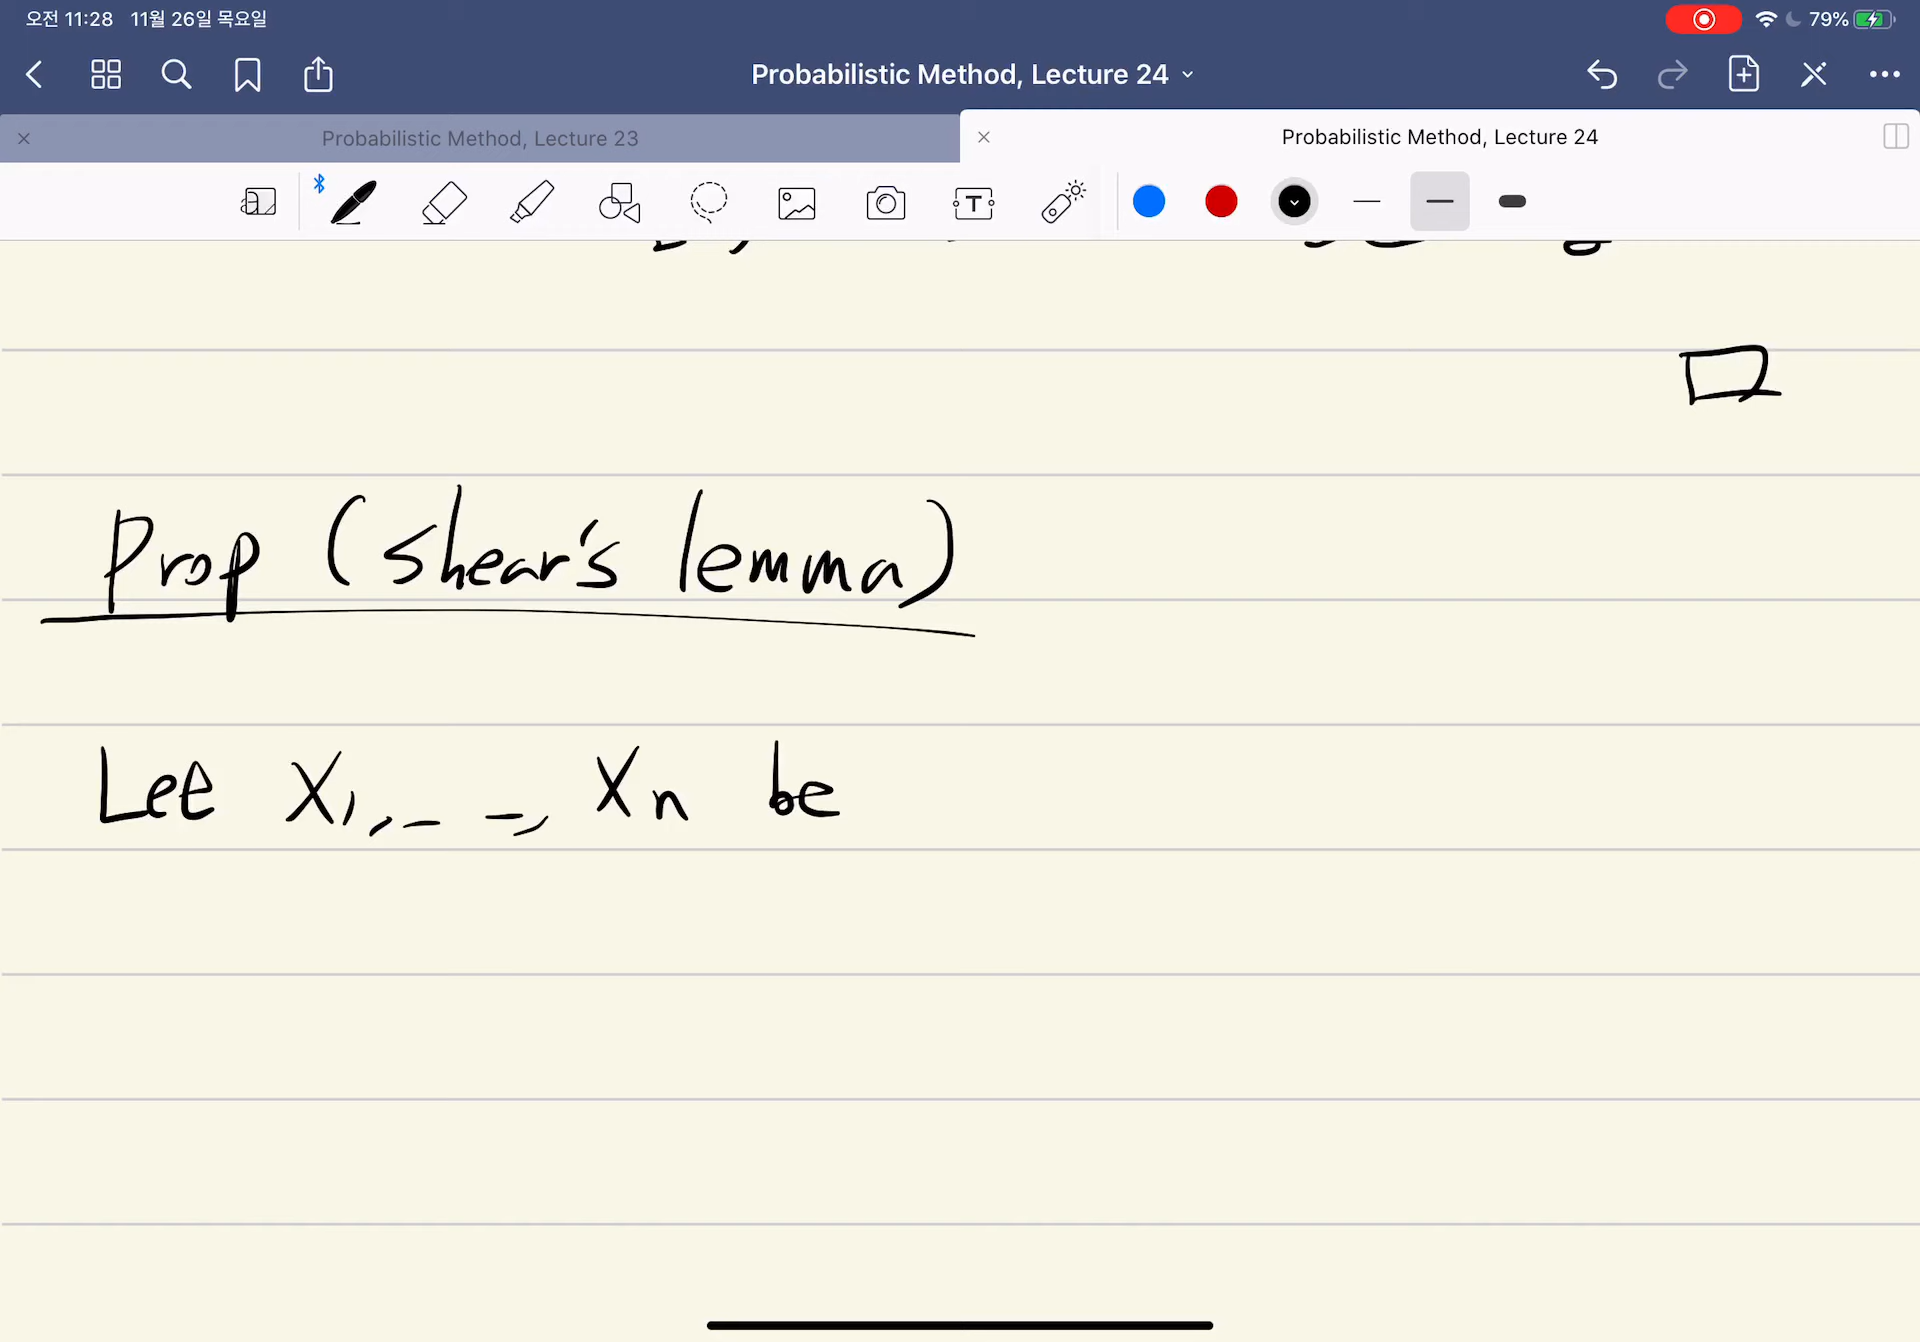 오전 11:28 11월 26일 목요일 79%
Probabilistic Method, Lecture 24
Probabilistic Method, Lecture 23 Probabilistic Method, Lecture 24
Prop (shear's lemma)
Let X1, - -, Xn be